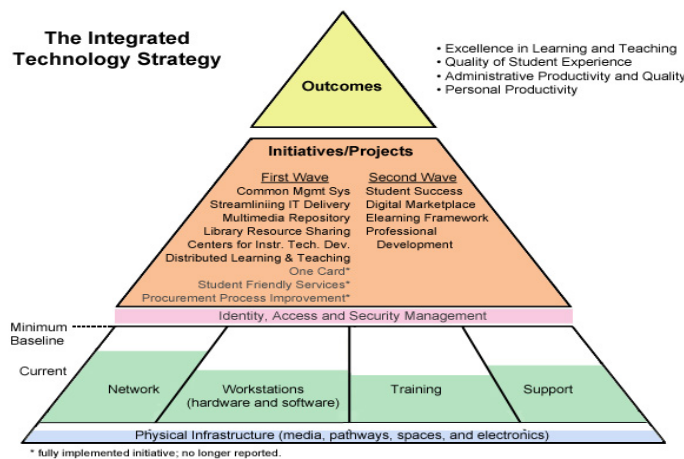 The Integrated
Technology Strategy
Outcomes
• Excellence in Learning and Teaching
• Quality of Student Experience
• Administrative Productivity and Quality
• Personal Productivity
Initiatives/Projects
First Wave
Common Mgmt Sys
Streamliniing IT Delivery
Multimedia Repository
Library Resource Sharing
Centers for Instr. Tech. Dev.
Distributed Learning & Teaching
One Card*
Student Friendly Services*
Procurement Process Improvement*
Second Wave
Student Success
Digital Marketplace
Elearning Framework
Professional
Development
Identity, Access and Security Management
Minimum
Baseline
Current
Network
Workstations
(hardware and software)
Training
Support
Physical Infrastructure (media, pathways, spaces, and electronics)
* fully implemented initiative; no longer reported.